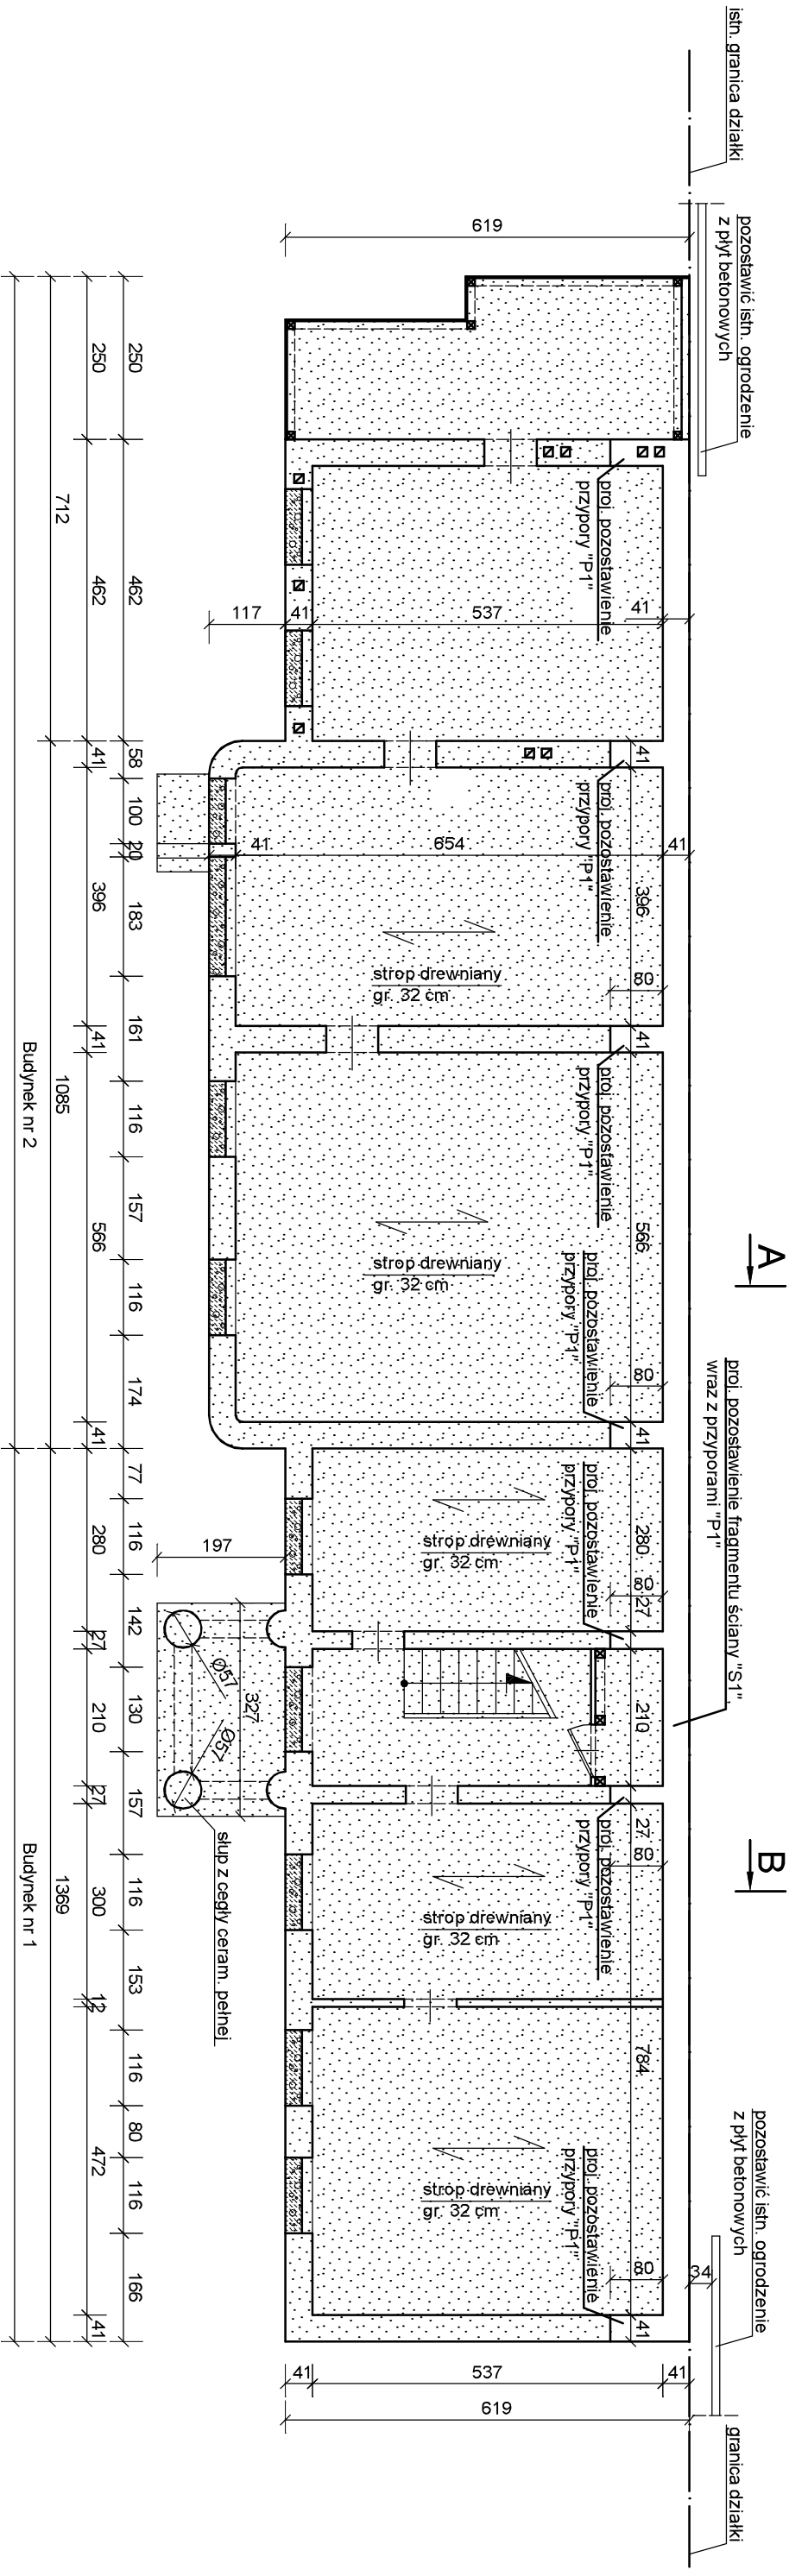 istn. granica działki
pozostawić istn. ogrodzenie
z płyt betonowych
619
proj. pozostawienie
przypory "P1"
41
537
41
117
proj. pozostawienie
przypory "P1"
41
396
80
41
654
41
strop drewniany
gr. 32 cm
proj. pozostawienie
przypory "P1"
41
566
80
41
strop drewniany
gr. 32 cm
proj. pozostawienie
przypory "P1"
A
proj. pozostawienie fragmentu ściany "S1"
wraz z przyporami "P1"
proj. pozostawienie
przypory "P1"
280
80
27
strop drewniany
gr. 32 cm
197
210
327
Ø57
Ø57
słup z cegły ceram. pełnej
B
proj. pozostawienie
przypory "P1"
27
80
strop drewniany
gr. 32 cm
784
proj. pozostawienie
przypory "P1"
80
41
strop drewniany
gr. 32 cm
34
pozostawić istn. ogrodzenie
z płyt betonowych
granica działki
41
537
41
619
250
462
58
100
20
183
161
116
157
116
174
77
116
142
130
157
116
153
116
80
116
166
250
462
41
396
41
566
41
280
27
210
27
300
12
472
41
712
1085
1369
Budynek nr 2
Budynek nr 1